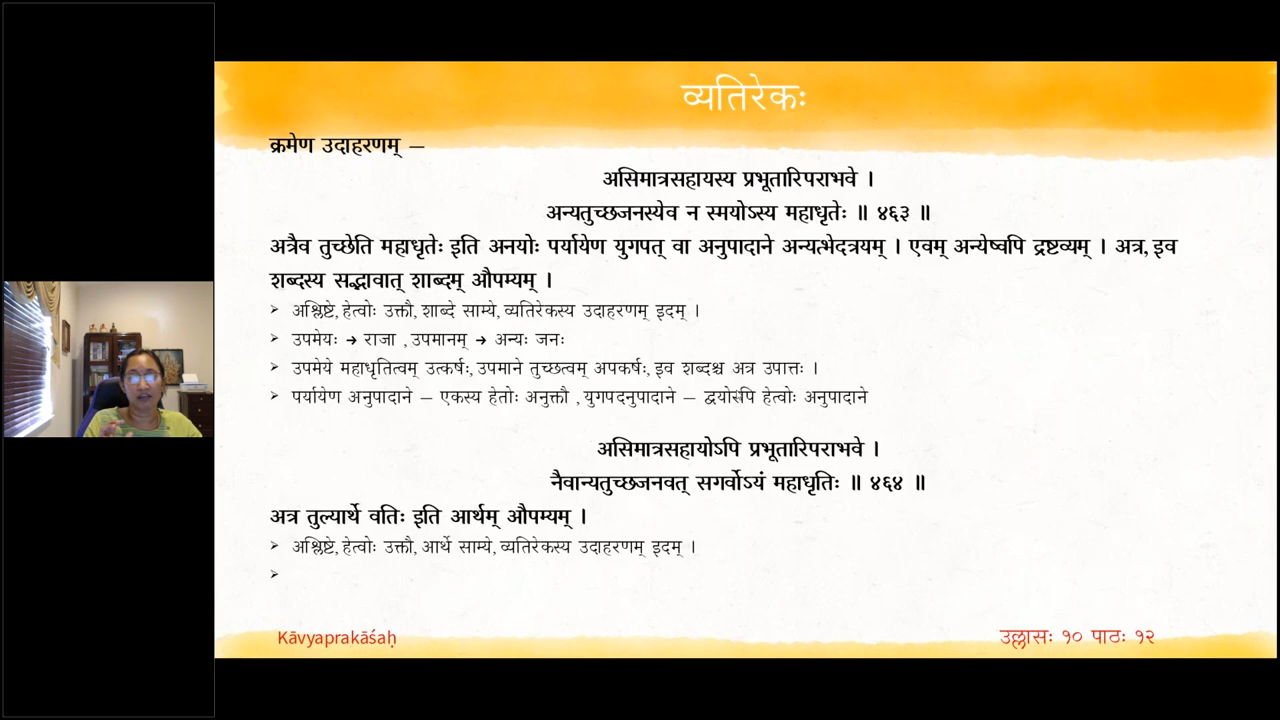 व्यतिरेकः
क्रमेण उदाहरणम् —
असिमात्रसहायस्य प्रभूतारिपराभवे ।
अन्यतुच्छजनस्येव न स्मयोऽस्य महाधृतेः ॥ ४६३ ॥
अत्रैव तुच्छेति महाधृतेः इति अनयोः पर्यायेण युगपत् वा अनुपादाने अन्यत्भेदत्रयम् । एवम् अन्येष्वपि द्रष्टव्यम् । अत्र, इव
शब्दस्य सद्भावात् शाब्दम् औपम्यम् ।
➢ अश्लिष्टे, हेत्वोः उक्तौ, शाब्दे साम्ये, व्यतिरेकस्य उदाहरणम् इदम् ।
➢ उपमेयः → राजा , उपमानम् → अन्यः जनः
➢ उपमेये महाधृतित्वम् उत्कर्षः, उपमाने तुच्छत्वम् अपकर्षः, इव शब्दश्च अत्र उपात्तः ।
➢ पर्यायेण अनुपादाने – एकस्य हेतोः अनुक्तौ , युगपदनुपादाने – द्वयोरपि हेत्वोः अनुपादाने
असिमात्रसहायोऽपि प्रभूतारिपराभवे ।
नैवान्यतुच्छजनवत् सगर्वोऽयं महाधृतिः ॥ ४६४ ॥
अत्र तुल्यार्थे वतिः इति आर्थम् औपम्यम् ।
➢ अश्लिष्टे, हेत्वोः उक्तौ, आर्थे साम्ये, व्यतिरेकस्य उदाहरणम् इदम् ।
➢
Kāvyaprakāśaḥ
उल्लासः १० पाठः १२